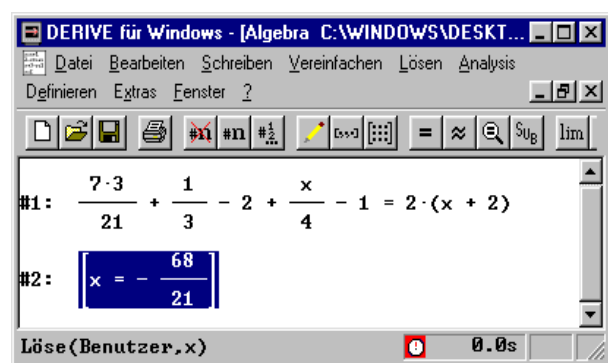 DERIVE für Windows - [Algebra C:\WINDOWS\DESKT...
Datei Bearbeiten Schreiben Vereinfachen Lösen Analysis
Definieren Extras Fenster ?
#n #n #½ = ≈ SUB lim
#1: 7·3/21 + 1/3 - 2 + x/4 - 1 = 2·(x + 2)
#2: [x = - 68/21]
Löse(Benutzer,x) 0.0s